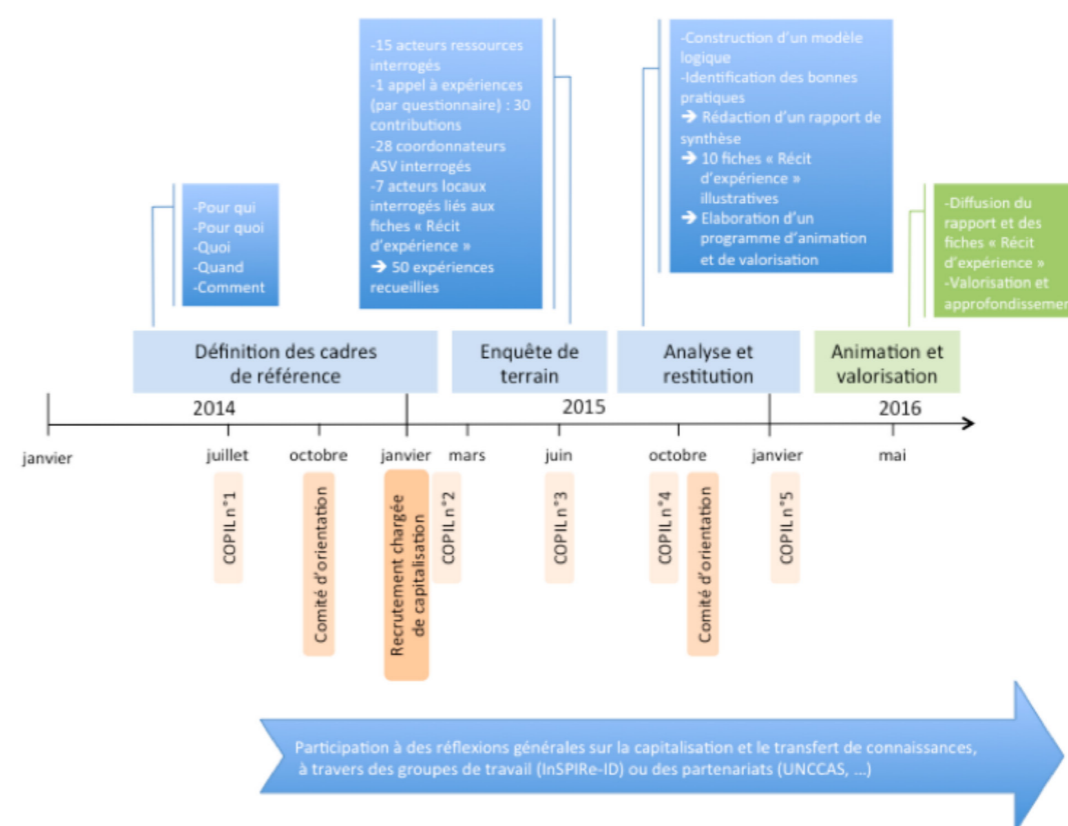 -15 acteurs ressources
interrogés
-1 appel à expériences
(par questionnaire) : 30
contributions
-28 coordonnateurs
ASV interrogés
-7 acteurs locaux
interrogés liés aux
fiches « Récit
d'expérience »
➔ 50 expériences
recueillies
-Construction d'un modèle
logique
-Identification des bonnes
pratiques
➔ Rédaction d'un rapport de
synthèse
➔ 10 fiches « Récit
d'expérience »
illustratives
➔ Elaboration d'un
programme d'animation
et de valorisation
-Pour qui
-Pour quoi
-Quoi
-Quand
-Comment
-Diffusion du
rapport et des
fiches « Récit
d'expérience »
-Valorisation et
approfondissemen
Définition des cadres
de référence
Enquête de
terrain
Analyse et
restitution
Animation et
valorisation
2014
2015
2016
janvier
juillet
octobre
janvier
mars
juin
octobre
janvier
mai
COPIL n°1
Comité d'orientation
Recrutement chargée
de capitalisation
COPIL n°2
COPIL n°3
COPIL n°4
Comité d'orientation
COPIL n°5
Participation à des réflexions générales sur la capitalisation et le transfert de connaissances,
à travers des groupes de travail (InSPIRe-ID) ou des partenariats (UNCCAS, ...)